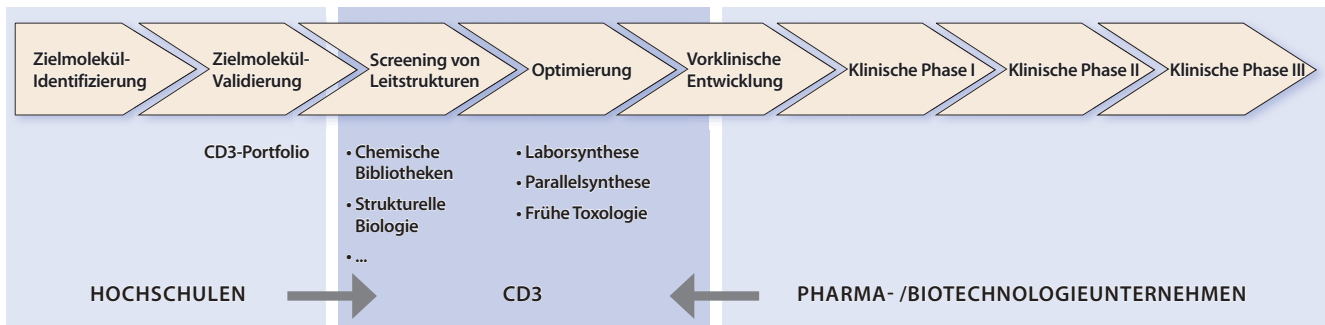 Zielmolekül-
Identifizierung
Zielmolekül-
Validierung
Screening von
Leitstrukturen
Optimierung
Vorklinische
Entwicklung
Klinische Phase I
Klinische Phase II
Klinische Phase III
CD3-Portfolio
• Chemische
Bibliotheken
• Strukturelle
Biologie
• ...
• Laborsynthese
• Parallelsynthese
• Frühe Toxologie
HOCHSCHULEN
CD3
PHARMA- /BIOTECHNOLOGIEUNTERNEHMEN